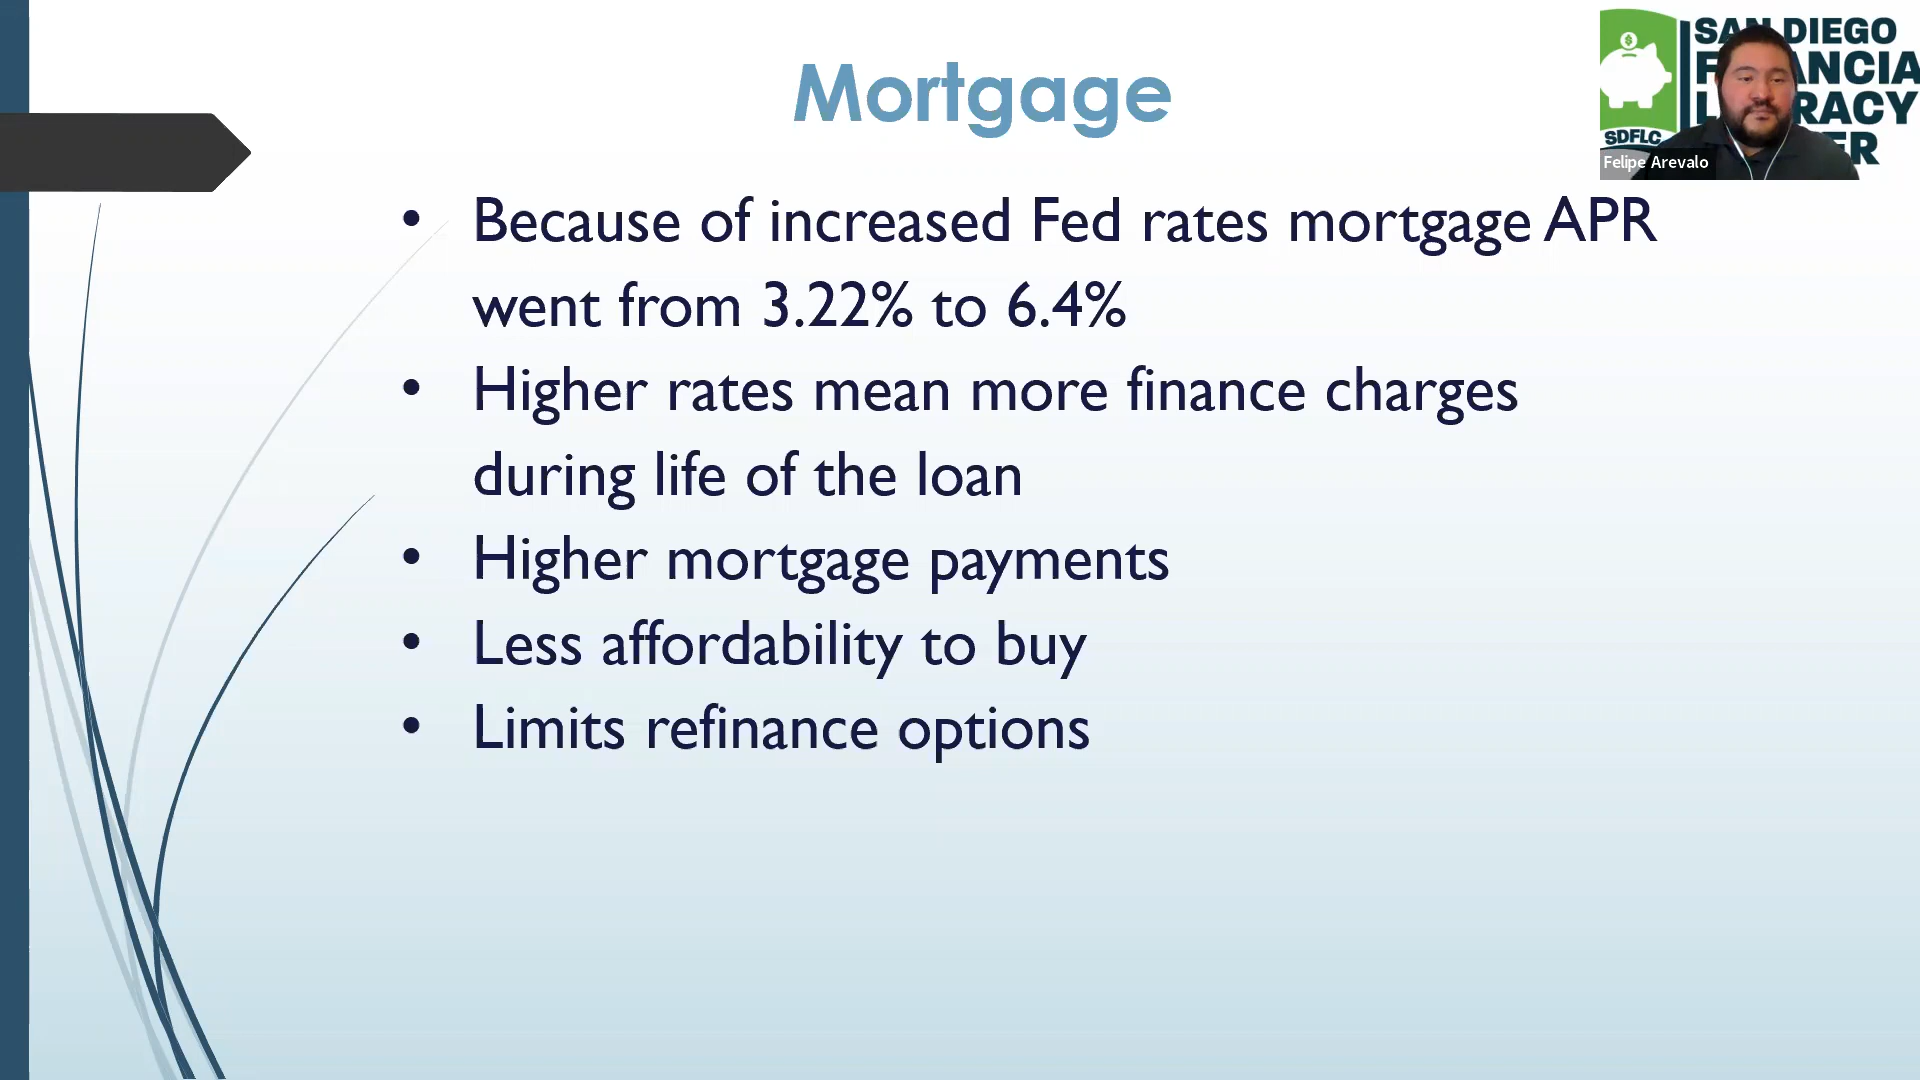 Mortgage
• Because of increased Fed rates mortgage APR
went from 3.22% to 6.4%
• Higher rates mean more finance charges
during life of the loan
• Higher mortgage payments
• Less affordability to buy
• Limits refinance options
SAN DIEGO
SDFLC
Felipe Arevalo